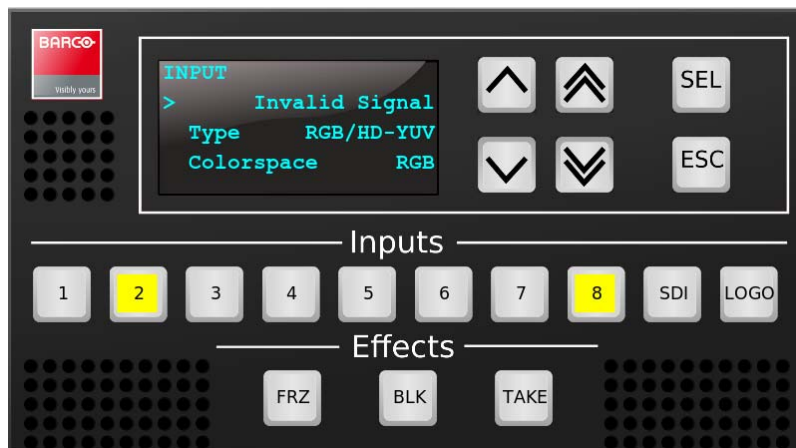 BARCO
Visibly yours
INPUT
> Invalid Signal
Type RGB/HD-YUV
Colorspace RGB
SEL
ESC
Inputs
1 2 3 4 5 6 7 8 SDI LOGO
Effects
FRZ BLK TAKE